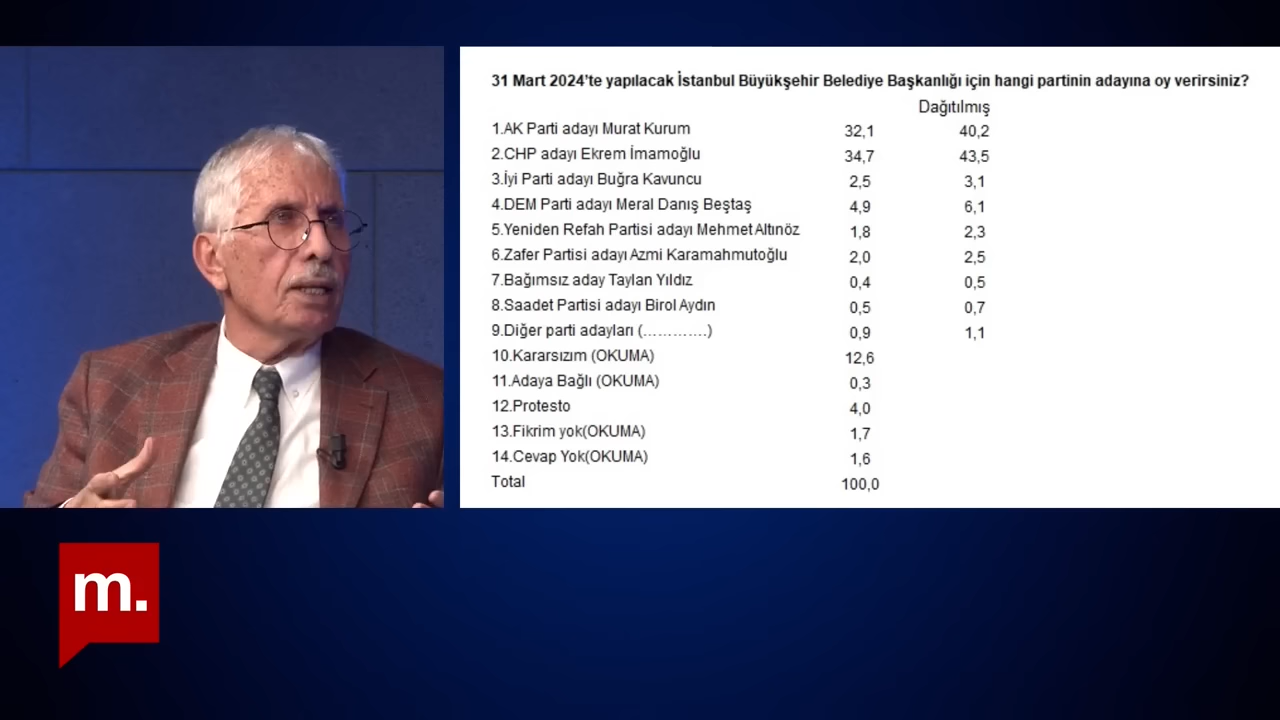 31 Mart 2024'te yapılacak İstanbul Büyükşehir Belediye Başkanlığı için hangi partinin adayına oy verirsiniz?
Dağıtılmış
1.AK Parti adayı Murat Kurum 32,1 40,2
2.CHP adayı Ekrem İmamoğlu 34,7 43,5
3.İyi Parti adayı Buğra Kavuncu 2,5 3,1
4.DEM Parti adayı Meral Danış Beştaş 4,9 6,1
5.Yeniden Refah Partisi adayı Mehmet Altınöz 1,8 2,3
6.Zafer Partisi adayı Azmi Karamahmutoğlu 2,0 2,5
7.Bağımsız aday Taylan Yıldız 0,4 0,5
8.Saadet Partisi adayı Birol Aydın 0,5 0,7
9.Diğer parti adayları (………….) 0,9 1,1
10.Kararsızım (OKUMA) 12,6
11.Adaya Bağlı (OKUMA) 0,3
12.Protesto 4,0
13.Fikrim yok(OKUMA) 1,7
14.Cevap Yok(OKUMA) 1,6
Total 100,0
m.